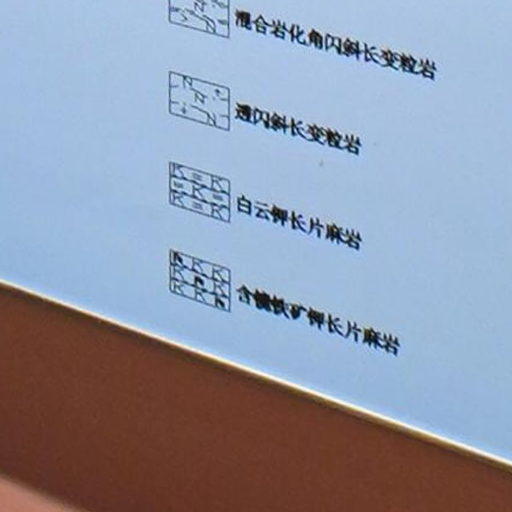 混合岩化角闪斜长变粒岩
透闪斜长变粒岩
白云钾长片麻岩
含磁铁矿钾长片麻岩